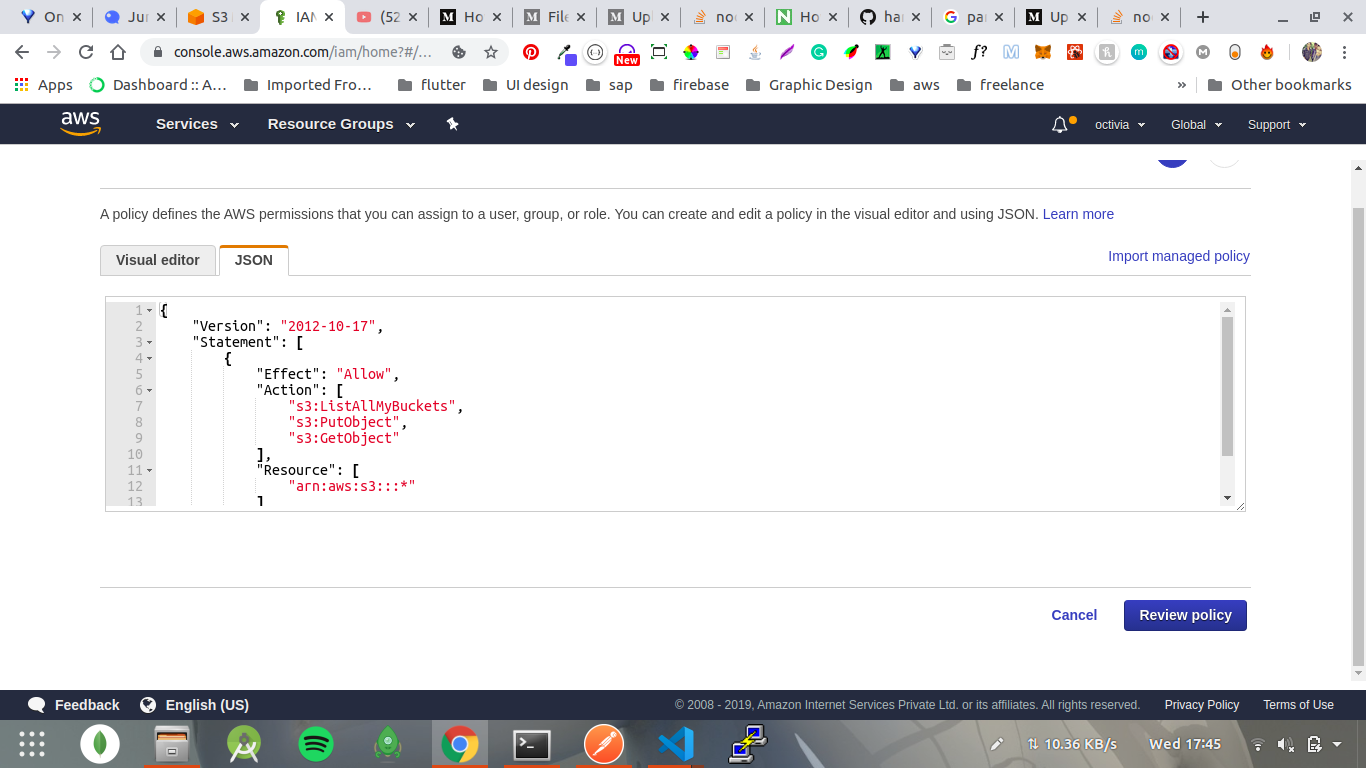 On
Jur
S3
IAM
(52
Ho
File
Up
noo
Ho
har
par
Up
noo
console.aws.amazon.com/iam/home?#/...
{··}
New
f?
Apps
Dashboard :: A...
Imported Fro...
flutter
UI design
sap
firebase
Graphic Design
aws
freelance
»
Other bookmarks
aws
Services
Resource Groups
octivia
Global
Support
A policy defines the AWS permissions that you can assign to a user, group, or role. You can create and edit a policy in the visual editor and using JSON. Learn more
Visual editor
JSON
Import managed policy
1 {
2 "Version": "2012-10-17",
3 "Statement": [
4 {
5 "Effect": "Allow",
6 "Action": [
7 "s3:ListAllMyBuckets",
8 "s3:PutObject",
9 "s3:GetObject"
10 ],
11 "Resource": [
12 "arn:aws:s3:::*"
13 ]
Cancel
Review policy
Feedback
English (US)
© 2008 - 2019, Amazon Internet Services Private Ltd. or its affiliates. All rights reserved.
Privacy Policy
Terms of Use
10.36 KB/s
Wed 17:45